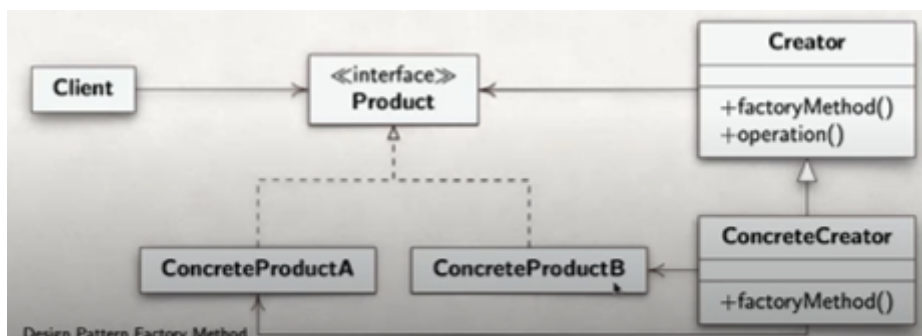 Client
≪interface≫
Product
Creator
+factoryMethod()
+operation()
ConcreteProductA
ConcreteProductB
ConcreteCreator
+factoryMethod()
Design Pattern Factory Method